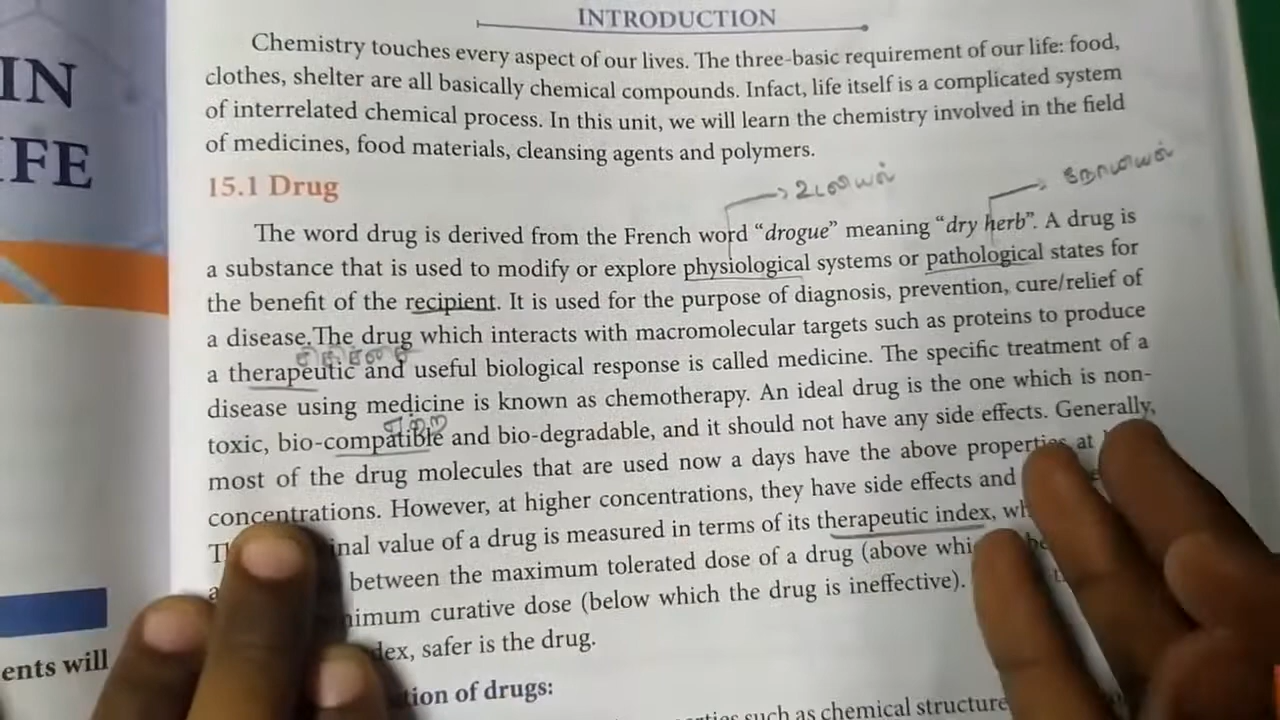 IN
FE
ents will
INTRODUCTION
Chemistry touches every aspect of our lives. The three-basic requirement of our life: food,
clothes, shelter are all basically chemical compounds. Infact, life itself is a complicated system
of interrelated chemical process. In this unit, we will learn the chemistry involved in the field
of medicines, food materials, cleansing agents and polymers.
15.1 Drug
உடலியல்
நோயியல்
The word drug is derived from the French word “drogue” meaning “dry herb”. A drug is
a substance that is used to modify or explore physiological systems or pathological states for
the benefit of the recipient. It is used for the purpose of diagnosis, prevention, cure/relief of
a disease.The drug which interacts with macromolecular targets such as proteins to produce
a therapeutic and useful biological response is called medicine. The specific treatment of a
disease using medicine is known as chemotherapy. An ideal drug is the one which is non-
toxic, bio-compatible and bio-degradable, and it should not have any side effects. Generally,
most of the drug molecules that are used now a days have the above properties at
concentrations. However, at higher concentrations, they have side effects and
inal value of a drug is measured in terms of its therapeutic index,
between the maximum tolerated dose of a drug (above
nimum curative dose (below which the drug is ineffective).
dex, safer is the drug.
tion of drugs:
such as chemical structure